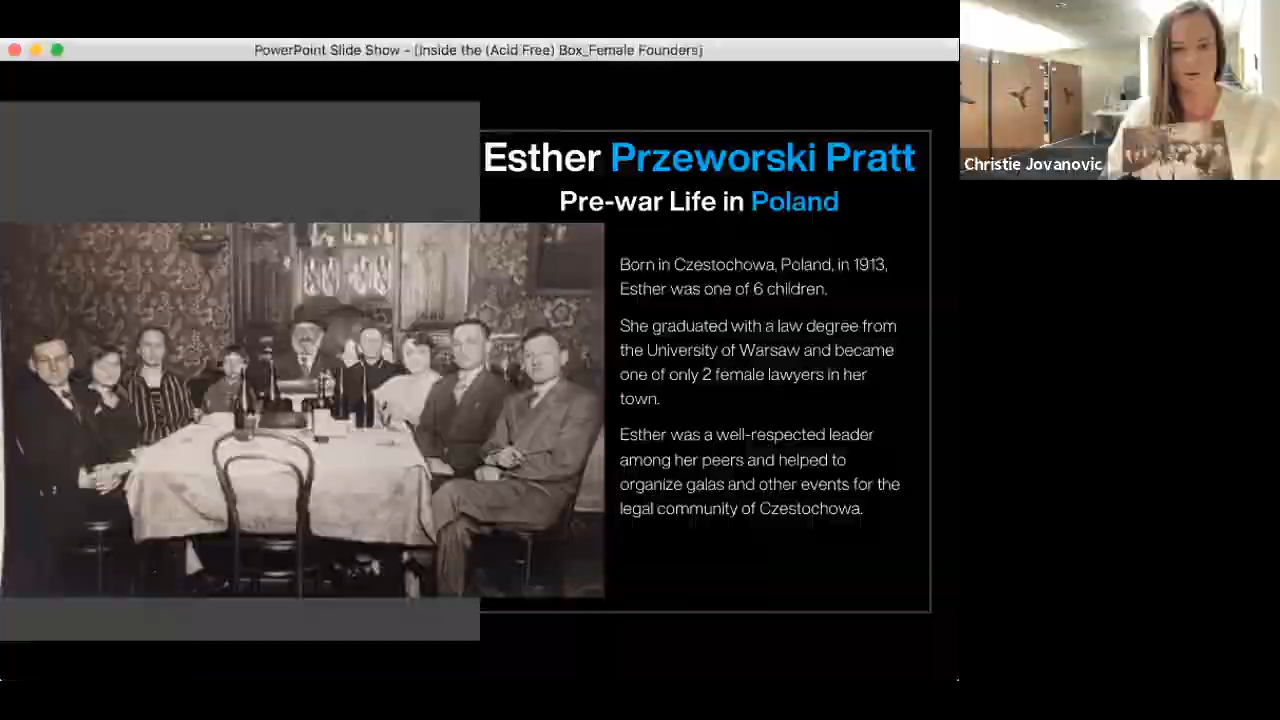 PowerPoint Slide Show - [Inside the (Acid Free) Box_Female Founders]
Esther Przeworski Pratt
Pre-war Life in Poland
Born in Czestochowa, Poland, in 1913,
Esther was one of 6 children.
She graduated with a law degree from
the University of Warsaw and became
one of only 2 female lawyers in her
town.
Esther was a well-respected leader
among her peers and helped to
organize galas and other events for the
legal community of Czestochowa.
Christie Jovanovic